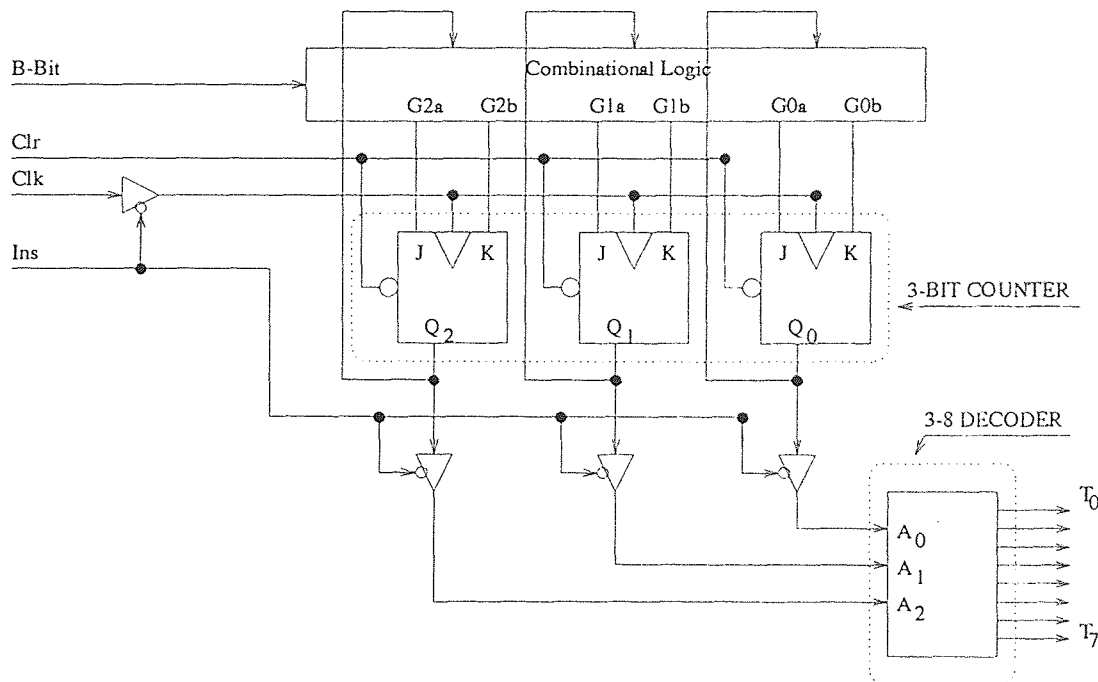 B-Bit
Combinational Logic
G2a G2b G1a G1b G0a G0b
Clr
Clk
Ins
J K J K J K
3-BIT COUNTER
Q2 Q1 Q0
3-8 DECODER
T0
A0
A1
A2
T7